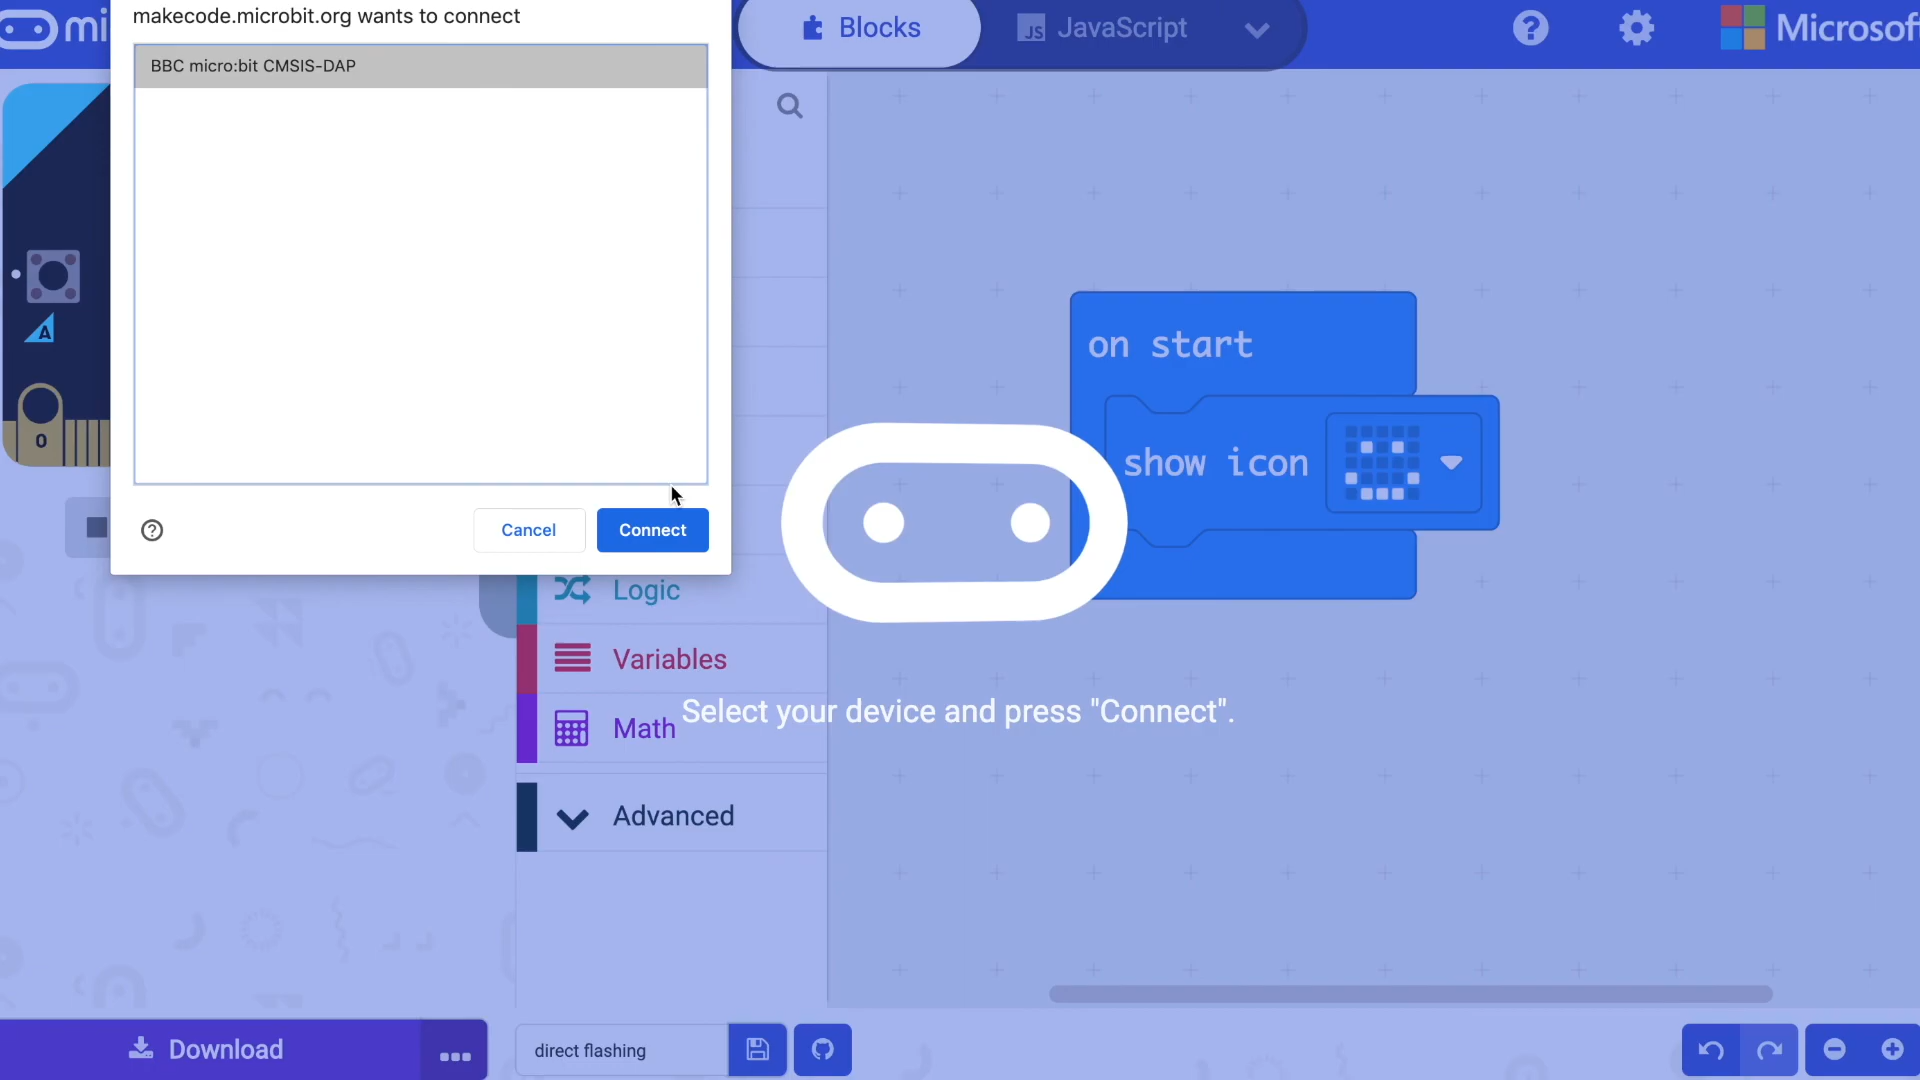 makecode.microbit.org wants to connect
mi
Blocks
JS JavaScript
Microsof
BBC micro:bit CMSIS-DAP
A
0
on start
show icon
Cancel
Connect
Logic
Variables
Math
Select your device and press "Connect".
Advanced
Download
direct flashing